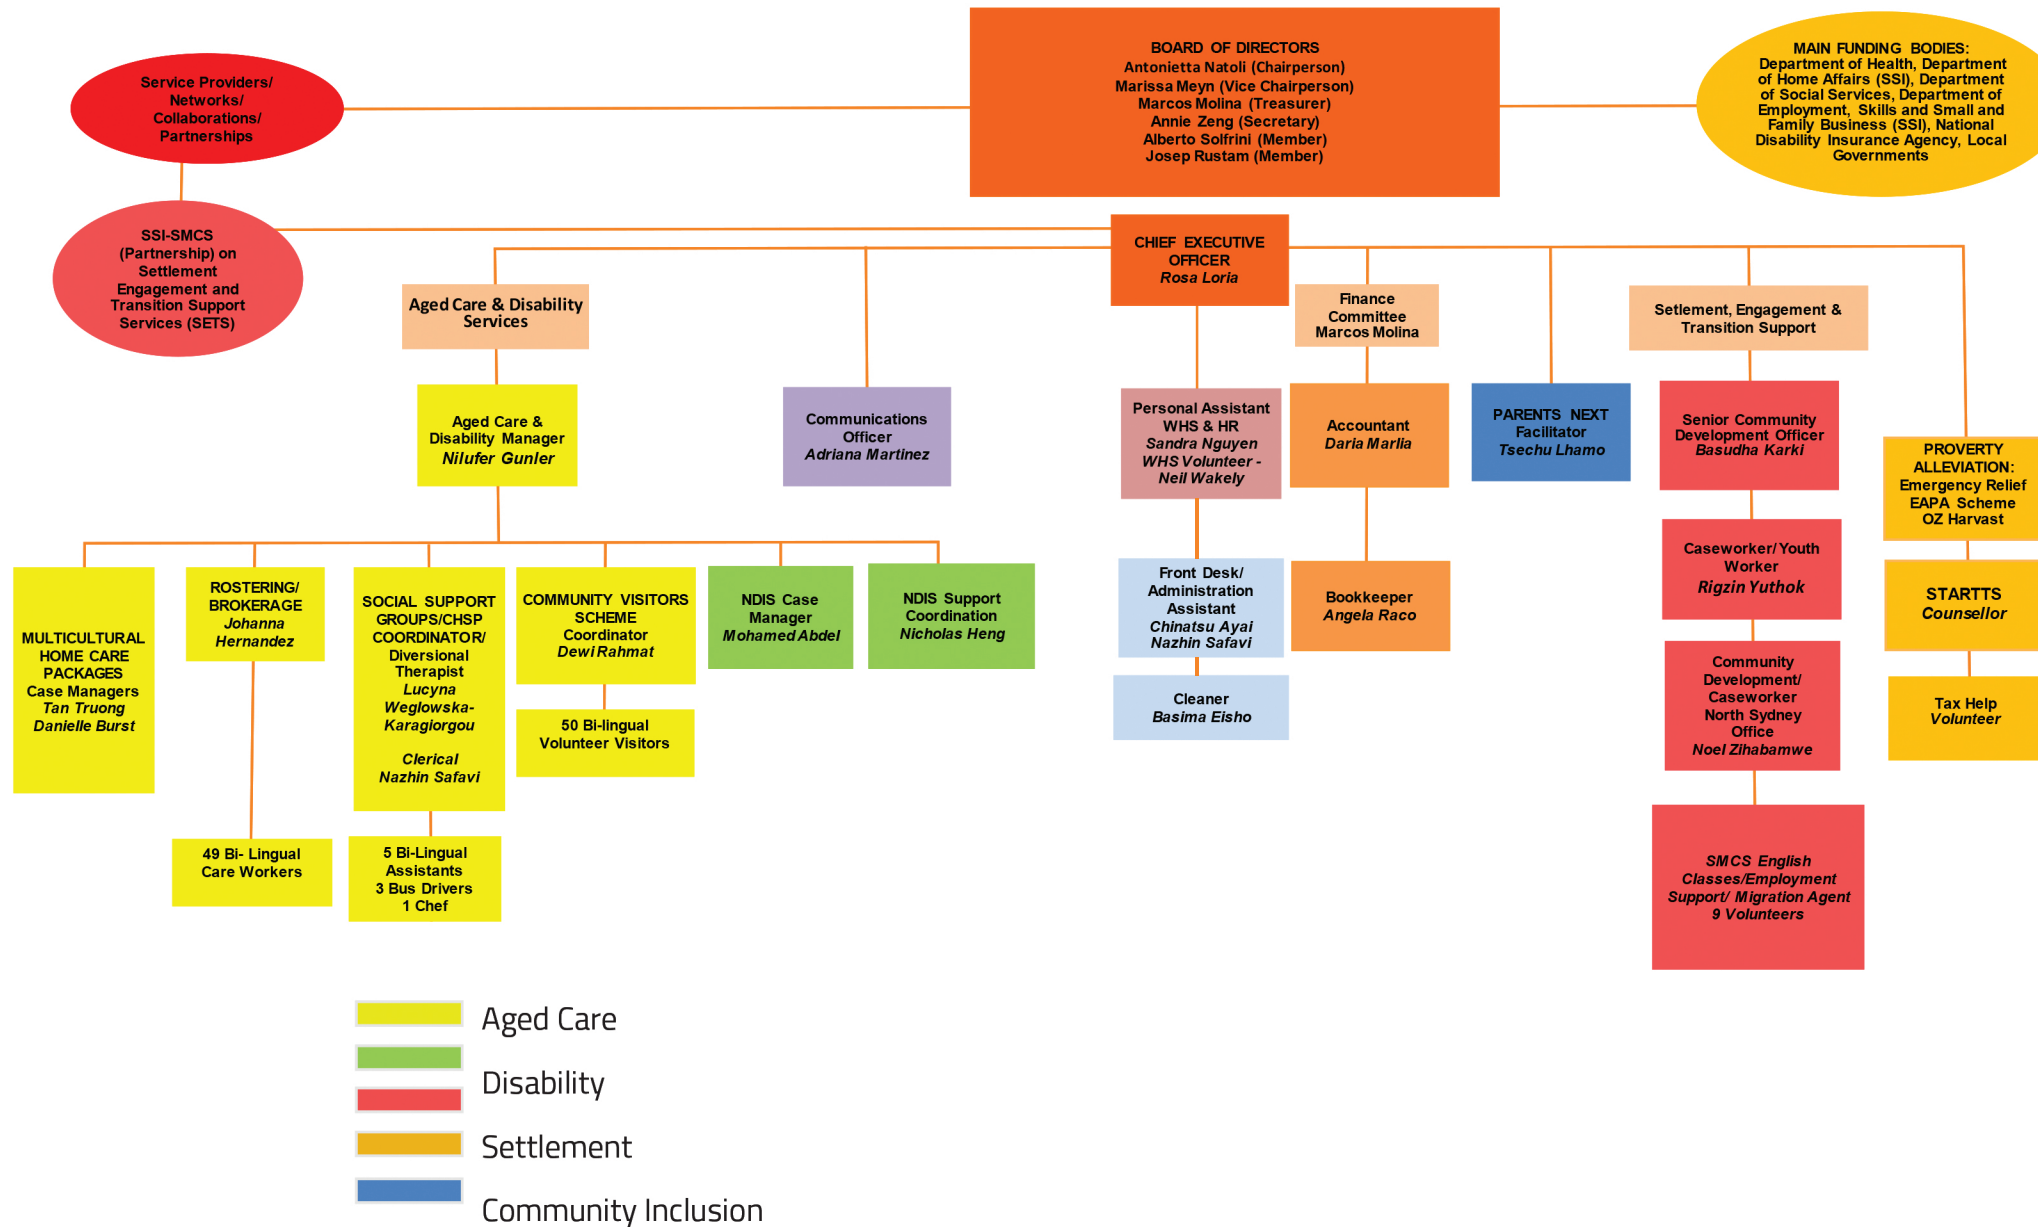 Service Providers/
Networks/
Collaborations/
Partnerships
BOARD OF DIRECTORS
Antonietta Natoli (Chairperson)
Marissa Meyn (Vice Chairperson)
Marcos Molina (Treasurer)
Annie Zeng (Secretary)
Alberto Solfrini (Member)
Josep Rustam (Member)
MAIN FUNDING BODIES:
Department of Health, Department
of Home Affairs (SSI), Department
of Social Services, Department of
Employment, Skills and Small and
Family Business (SSI), National
Disability Insurance Agency, Local
Governments
SSI-SMCS
(Partnership) on
Settlement
Engagement and
Transition Support
Services (SETS)
CHIEF EXECUTIVE
OFFICER
Rosa Loria
Aged Care & Disability
Services
Finance
Committee
Marcos Molina
Setlement, Engagement &
Transition Support
Aged Care &
Disability Manager
Nilufer Gunler
Communications
Officer
Adriana Martinez
Personal Assistant
WHS & HR
Sandra Nguyen
WHS Volunteer -
Neil Wakely
Accountant
Daria Marlia
PARENTS NEXT
Facilitator
Tsechu Lhamo
Senior Community
Development Officer
Basudha Karki
PROVERTY
ALLEVIATION:
Emergency Relief
EAPA Scheme
OZ Harvast
MULTICULTURAL
HOME CARE
PACKAGES
Case Managers
Tan Truong
Danielle Burst
ROSTERING/
BROKERAGE
Johanna
Hernandez
SOCIAL SUPPORT
GROUPS/CHSP
COORDINATOR/
Diversional
Therapist
Lucyna
Weglowska-
Karagiorgou
Clerical
Nazhin Safavi
COMMUNITY VISITORS
SCHEME
Coordinator
Dewi Rahmat
NDIS Case
Manager
Mohamed Abdel
NDIS Support
Coordination
Nicholas Heng
Front Desk/
Administration
Assistant
Chinatsu Ayai
Nazhin Safavi
Bookkeeper
Angela Raco
Caseworker/ Youth
Worker
Rigzin Yuthok
STARTTS
Counsellor
50 Bi-lingual
Volunteer Visitors
Cleaner
Basima Eisho
Community
Development/
Caseworker
North Sydney
Office
Noel Zihabamwe
Tax Help
Volunteer
49 Bi- Lingual
Care Workers
5 Bi-Lingual
Assistants
3 Bus Drivers
1 Chef
SMCS English
Classes/Employment
Support/ Migration Agent
9 Volunteers
Aged Care
Disability
Settlement
Community Inclusion